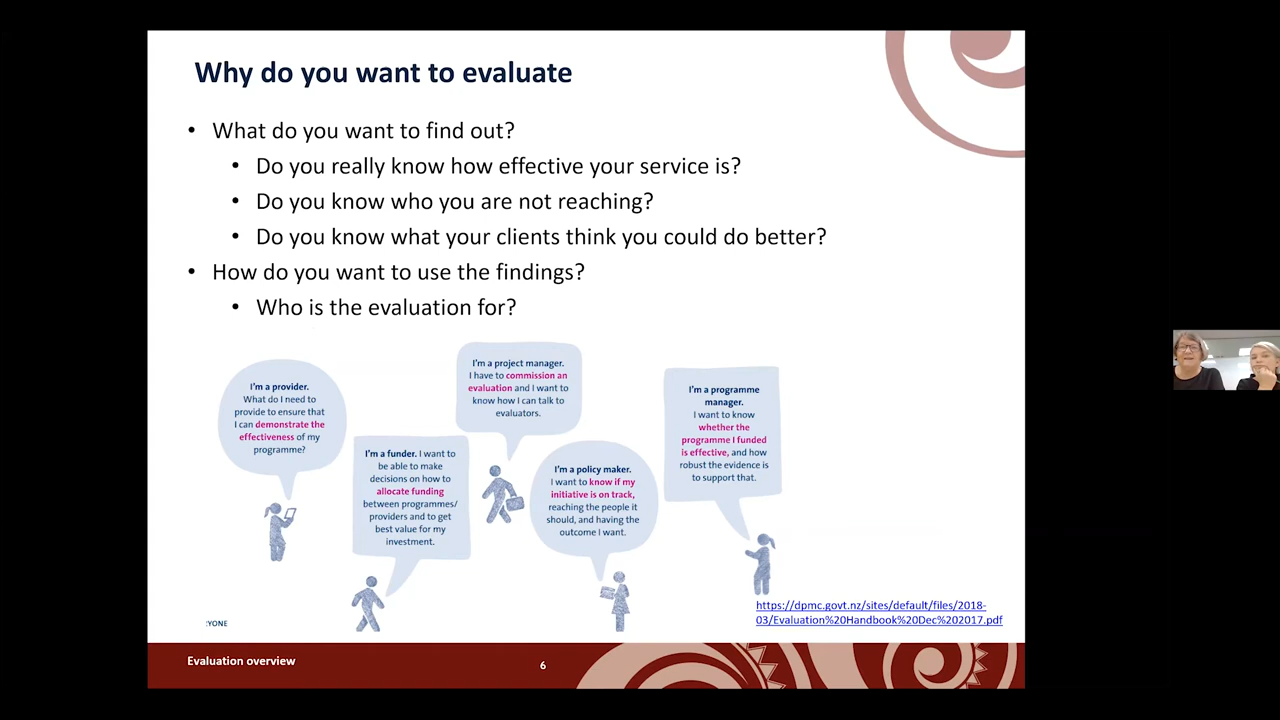 Why do you want to evaluate
• What do you want to find out?
• Do you really know how effective your service is?
• Do you know who you are not reaching?
• Do you know what your clients think you could do better?
• How do you want to use the findings?
• Who is the evaluation for?
I'm a provider.
What do I need to
provide to ensure that
I can demonstrate the
effectiveness of my
programme?
I'm a funder. I want to
be able to make
decisions on how to
allocate funding
between programmes/
providers and to get
best value for my
investment.
I'm a project manager.
I have to commission an
evaluation and I want to
know how I can talk to
evaluators.
I'm a policy maker.
I want to know if my
initiative is on track,
reaching the people it
should, and having the
outcome I want.
I'm a programme
manager.
I want to know
whether the
programme I funded
is effective, and how
robust the evidence is
to support that.
https://dpmc.govt.nz/sites/default/files/2018-
03/Evaluation%20Handbook%20Dec%202017.pdf
YONE
Evaluation overview
6